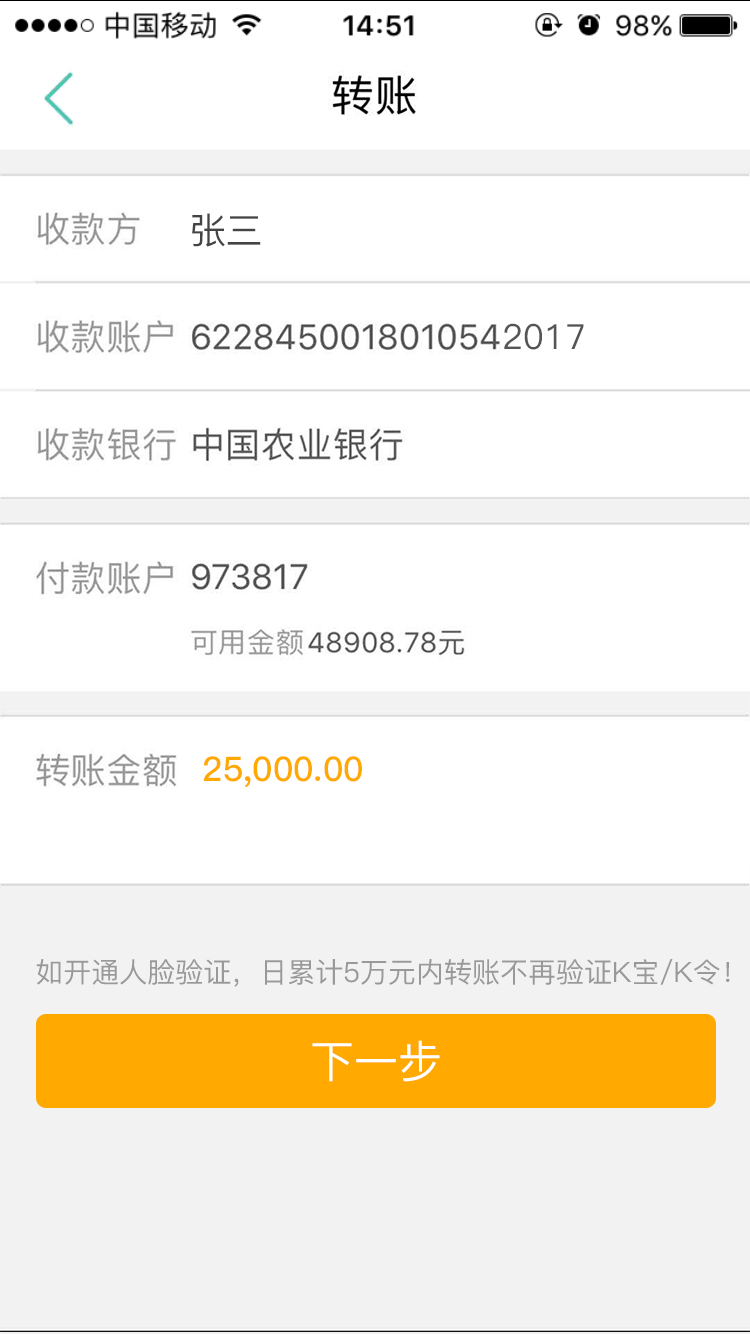 中国移动 14:51 98%
转账
收款方 张三
收款账户 6228450018010542017
收款银行 中国农业银行
付款账户 973817
可用金额48908.78元
转账金额 25,000.00
如开通人脸验证，日累计5万元内转账不再验证K宝/K令！
下一步